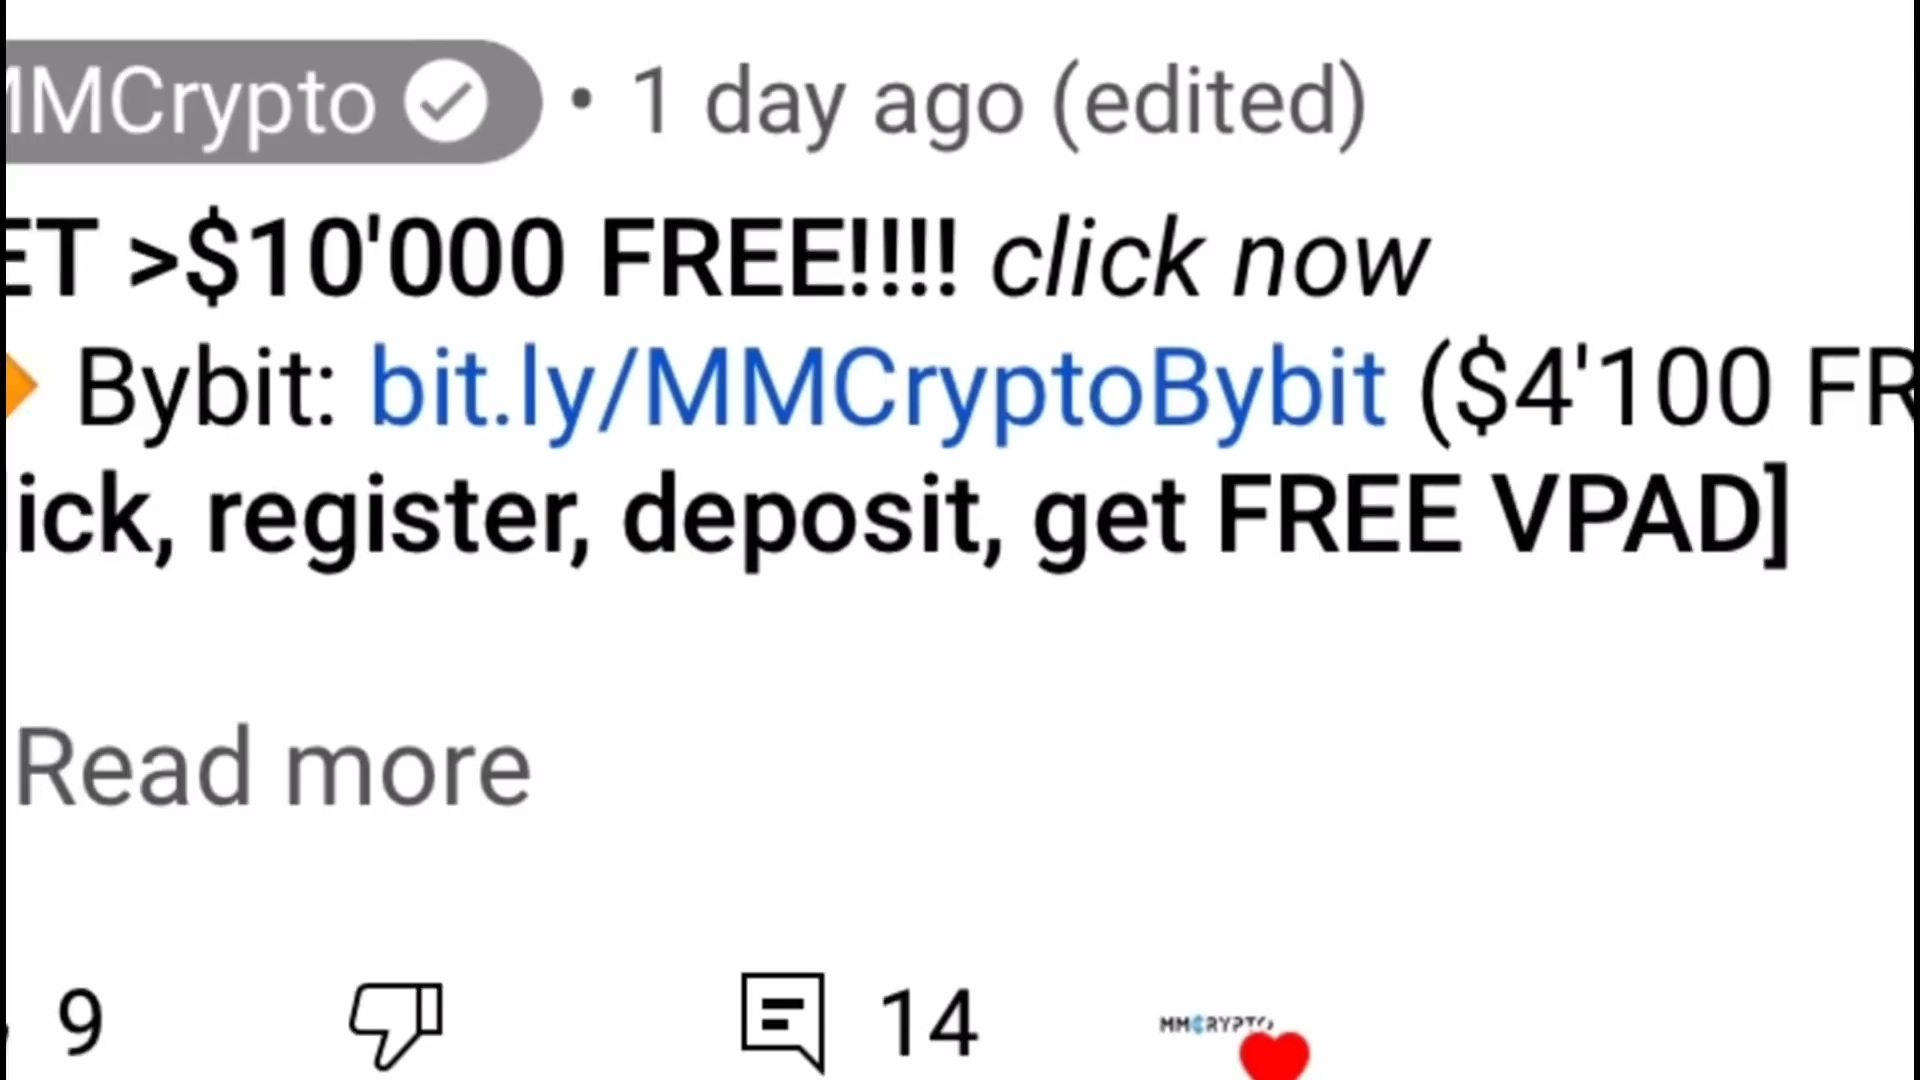 MMCrypto • 1 day ago (edited)
ET >$10'000 FREE!!!! click now
Bybit: bit.ly/MMCryptoBybit ($4'100 FR
ick, register, deposit, get FREE VPAD]
Read more
9 14 MMCRYPTO